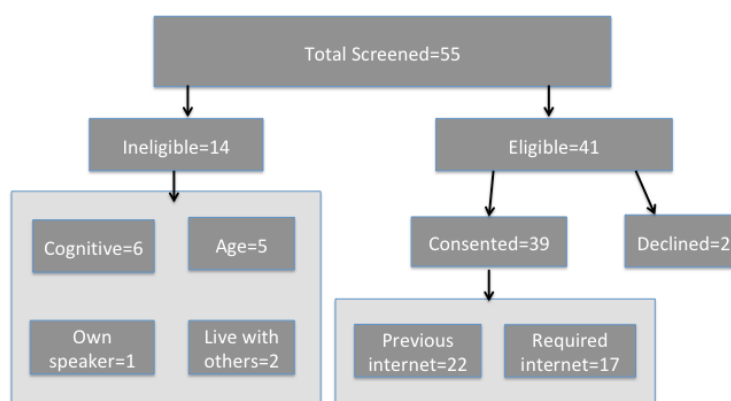 Total Screened=55
Ineligible=14
Eligible=41
Cognitive=6
Age=5
Consented=39
Declined=2
Own
speaker=1
Live with
others=2
Previous
internet=22
Required
internet=17